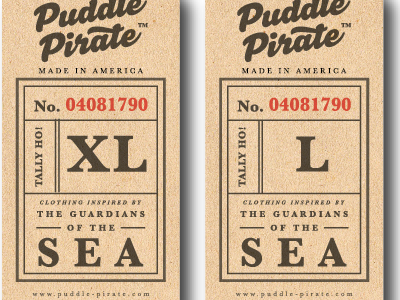 Puddle
Pirate™
MADE IN AMERICA
No. 04081790
TALLY HO!
XL
CLOTHING INSPIRED BY
THE GUARDIANS
OF THE
SEA
www.puddle-pirate.com
Puddle
Pirate™
MADE IN AMERICA
No. 04081790
TALLY HO!
L
CLOTHING INSPIRED BY
THE GUARDIANS
OF THE
SEA
www.puddle-pirate.com